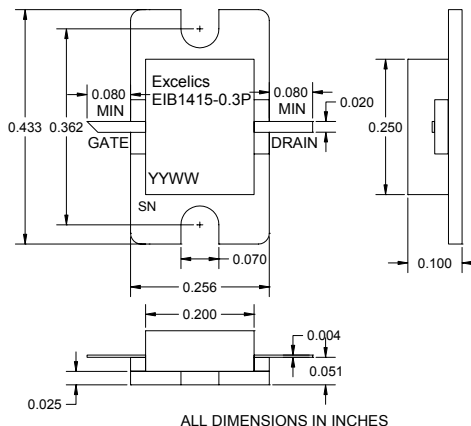 Excelics
EIB1415-0.3P
0.080
MIN
0.080
MIN
0.020
0.433
0.362
0.250
GATE
DRAIN
YYWW
SN
0.070
0.100
0.256
0.200
0.004
0.051
0.025
ALL DIMENSIONS IN INCHES